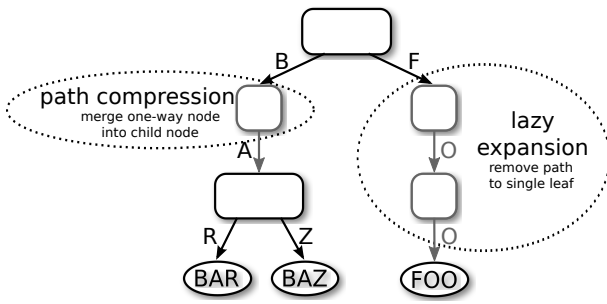 B
F
path compression
merge one-way node
into child node
lazy
expansion
remove path
to single leaf
A
O
R
Z
O
BAR
BAZ
FOO